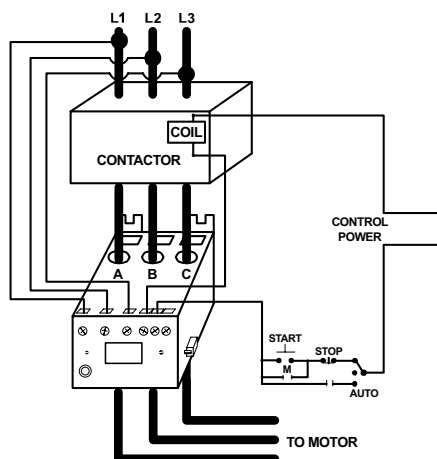 L1 L2 L3
COIL
CONTACTOR
CONTROL
POWER
A B C
START
STOP
M
AUTO
TO MOTOR